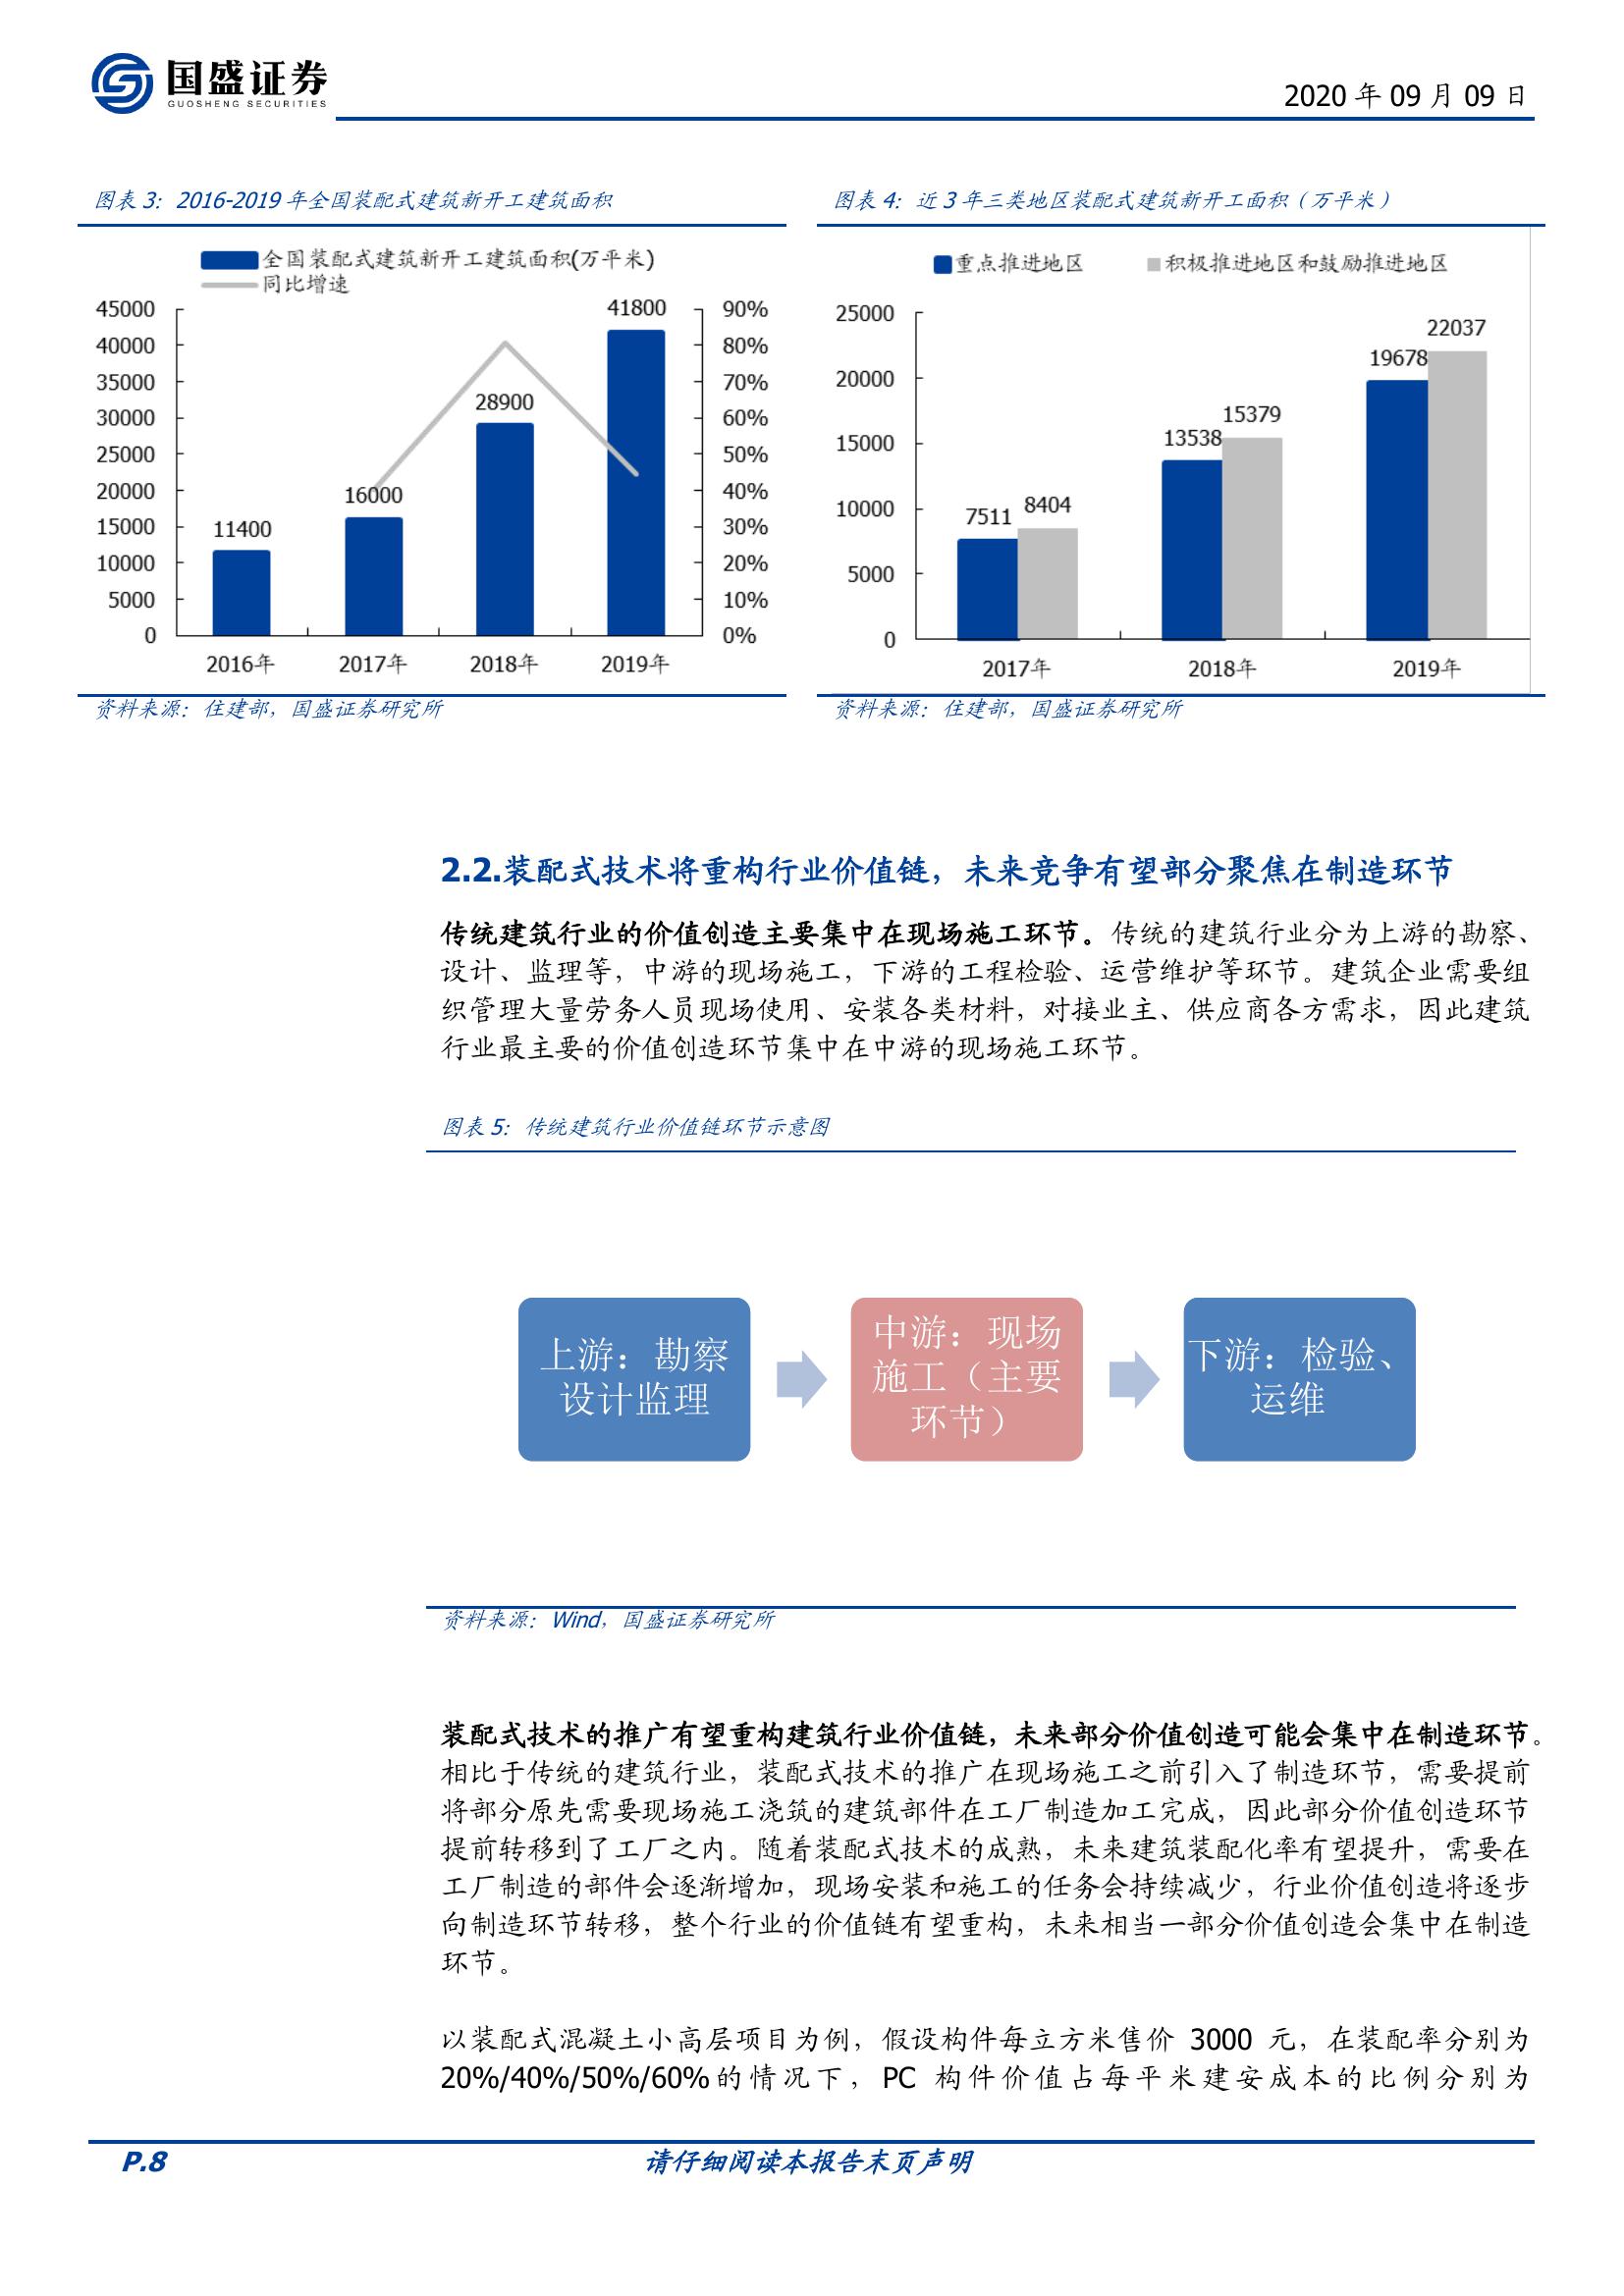 国盛证券
GUOSHENG SECURITIES
2020 年 09 月 09 日
图表 3：2016-2019 年全国装配式建筑新开工建筑面积
全国装配式建筑新开工建筑面积(万平米)
同比增速
45000
40000
35000
30000
25000
20000
15000
10000
5000
0
90%
80%
70%
60%
50%
40%
30%
20%
10%
0%
11400
16000
28900
41800
2016年 2017年 2018年 2019年
资料来源：住建部，国盛证券研究所
图表 4：近 3 年三类地区装配式建筑新开工面积（万平米）
重点推进地区 积极推进地区和鼓励推进地区
25000
20000
15000
10000
5000
0
7511 8404
13538 15379
19678 22037
2017年 2018年 2019年
资料来源：住建部，国盛证券研究所
2.2.装配式技术将重构行业价值链，未来竞争有望部分聚焦在制造环节
传统建筑行业的价值创造主要集中在现场施工环节。传统的建筑行业分为上游的勘察、
设计、监理等，中游的现场施工，下游的工程检验、运营维护等环节。建筑企业需要组
织管理大量劳务人员现场使用、安装各类材料，对接业主、供应商各方需求，因此建筑
行业最主要的价值创造环节集中在中游的现场施工环节。
图表 5：传统建筑行业价值链环节示意图
上游：勘察
设计监理
中游：现场
施工（主要
环节）
下游：检验、
运维
资料来源：Wind，国盛证券研究所
装配式技术的推广有望重构建筑行业价值链，未来部分价值创造可能会集中在制造环节。
相比于传统的建筑行业，装配式技术的推广在现场施工之前引入了制造环节，需要提前
将部分原先需要现场施工浇筑的建筑部件在工厂制造加工完成，因此部分价值创造环节
提前转移到了工厂之内。随着装配式技术的成熟，未来建筑装配化率有望提升，需要在
工厂制造的部件会逐渐增加，现场安装和施工的任务会持续减少，行业价值创造将逐步
向制造环节转移，整个行业的价值链有望重构，未来相当一部分价值创造会集中在制造
环节。
以装配式混凝土小高层项目为例，假设构件每立方米售价 3000 元，在装配率分别为
20%/40%/50%/60%的情况下，PC 构件价值占每平米建安成本的比例分别为
P.8
请仔细阅读本报告末页声明